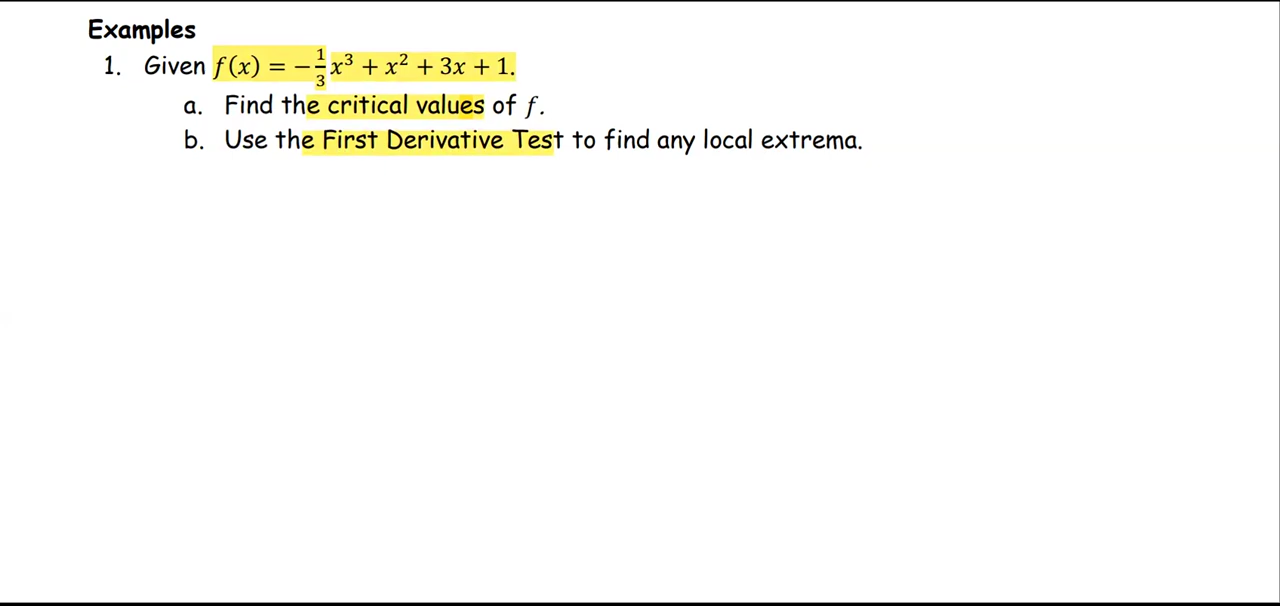 Examples
1. Given f(x) = −⅓x³ + x² + 3x + 1.
a. Find the critical values of f.
b. Use the First Derivative Test to find any local extrema.